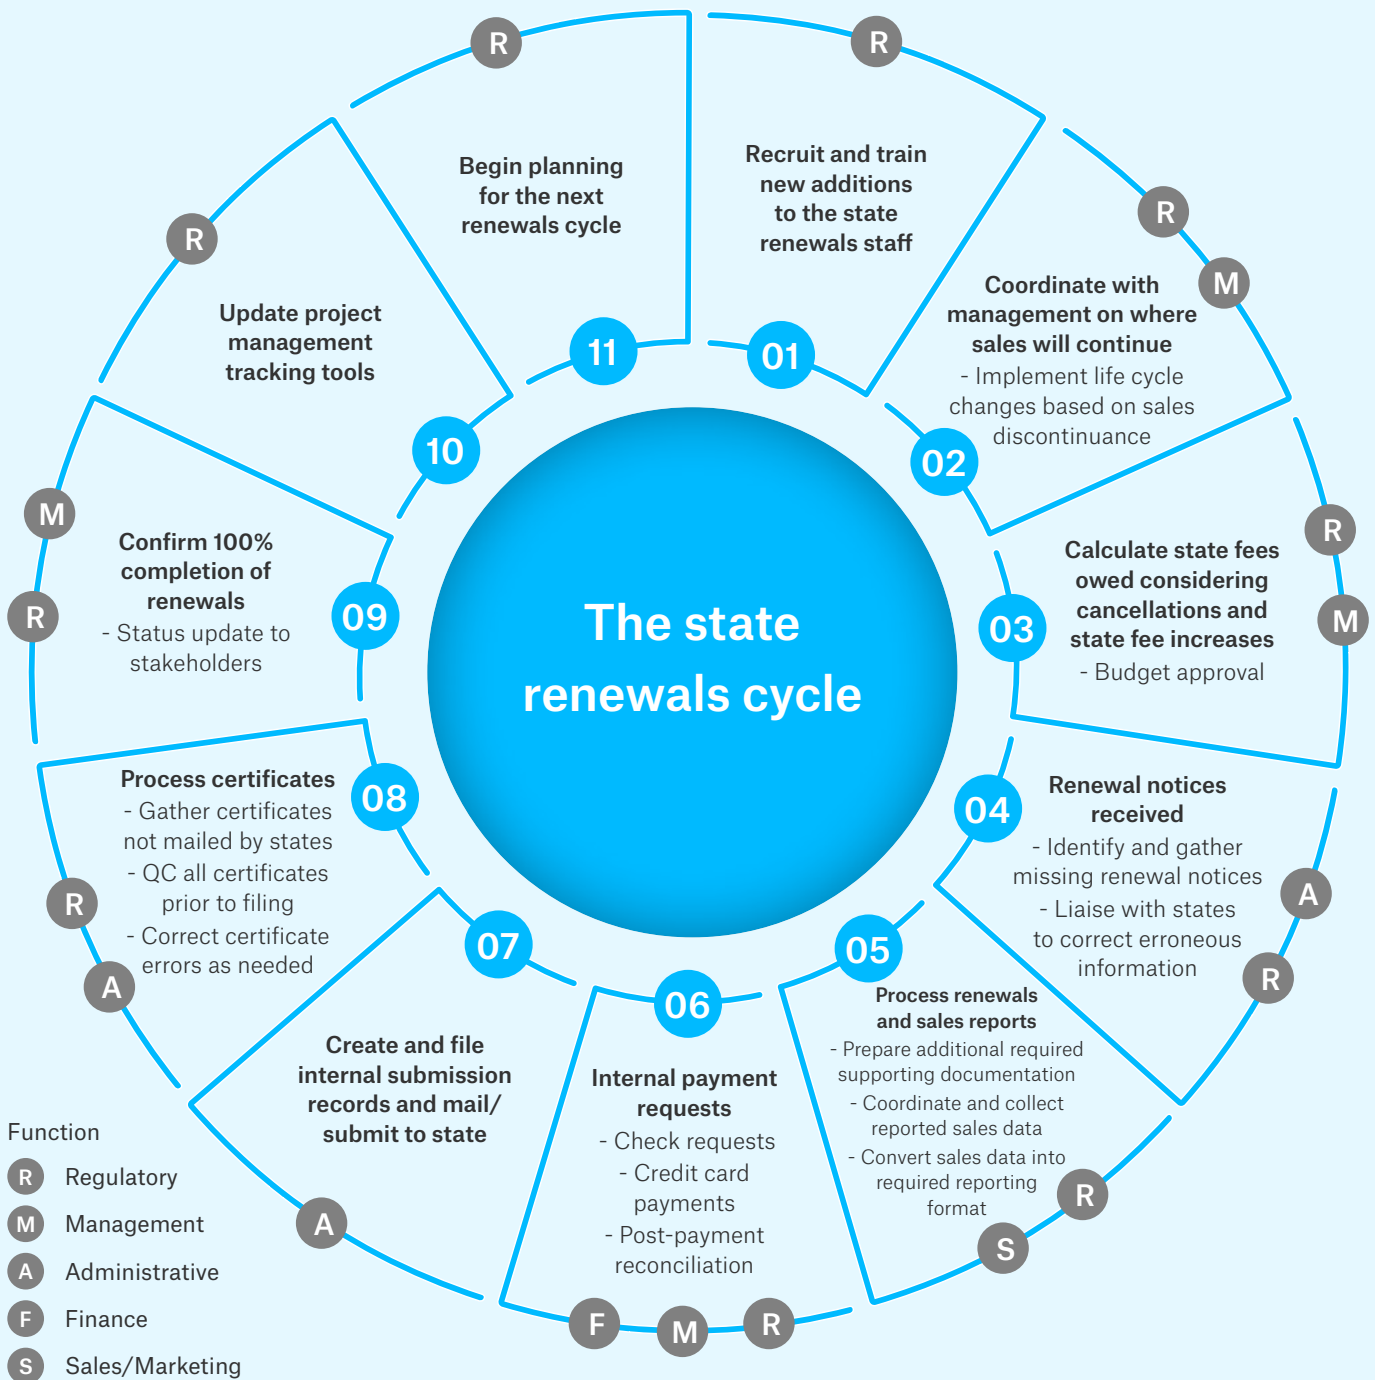 The state
renewals cycle
R
01
Recruit and train
new additions
to the state
renewals staff
R
M
02
Coordinate with
management on where
sales will continue
- Implement life cycle
changes based on sales
discontinuance
R
M
03
Calculate state fees
owed considering
cancellations and
state fee increases
- Budget approval
04
Renewal notices
received
- Identify and gather
missing renewal notices
- Liaise with states
to correct erroneous
information
A
R
05
Process renewals
and sales reports
- Prepare additional required
supporting documentation
- Coordinate and collect
reported sales data
- Convert sales data into
required reporting
format
R
S
06
Internal payment
requests
- Check requests
- Credit card
payments
- Post-payment
reconciliation
F
M
R
07
Create and file
internal submission
records and mail/
submit to state
A
08
Process certificates
- Gather certificates
not mailed by states
- QC all certificates
prior to filing
- Correct certificate
errors as needed
R
A
09
Confirm 100%
completion of
renewals
- Status update to
stakeholders
M
R
10
Update project
management
tracking tools
R
11
Begin planning
for the next
renewals cycle
R
Function
R Regulatory
M Management
A Administrative
F Finance
S Sales/Marketing